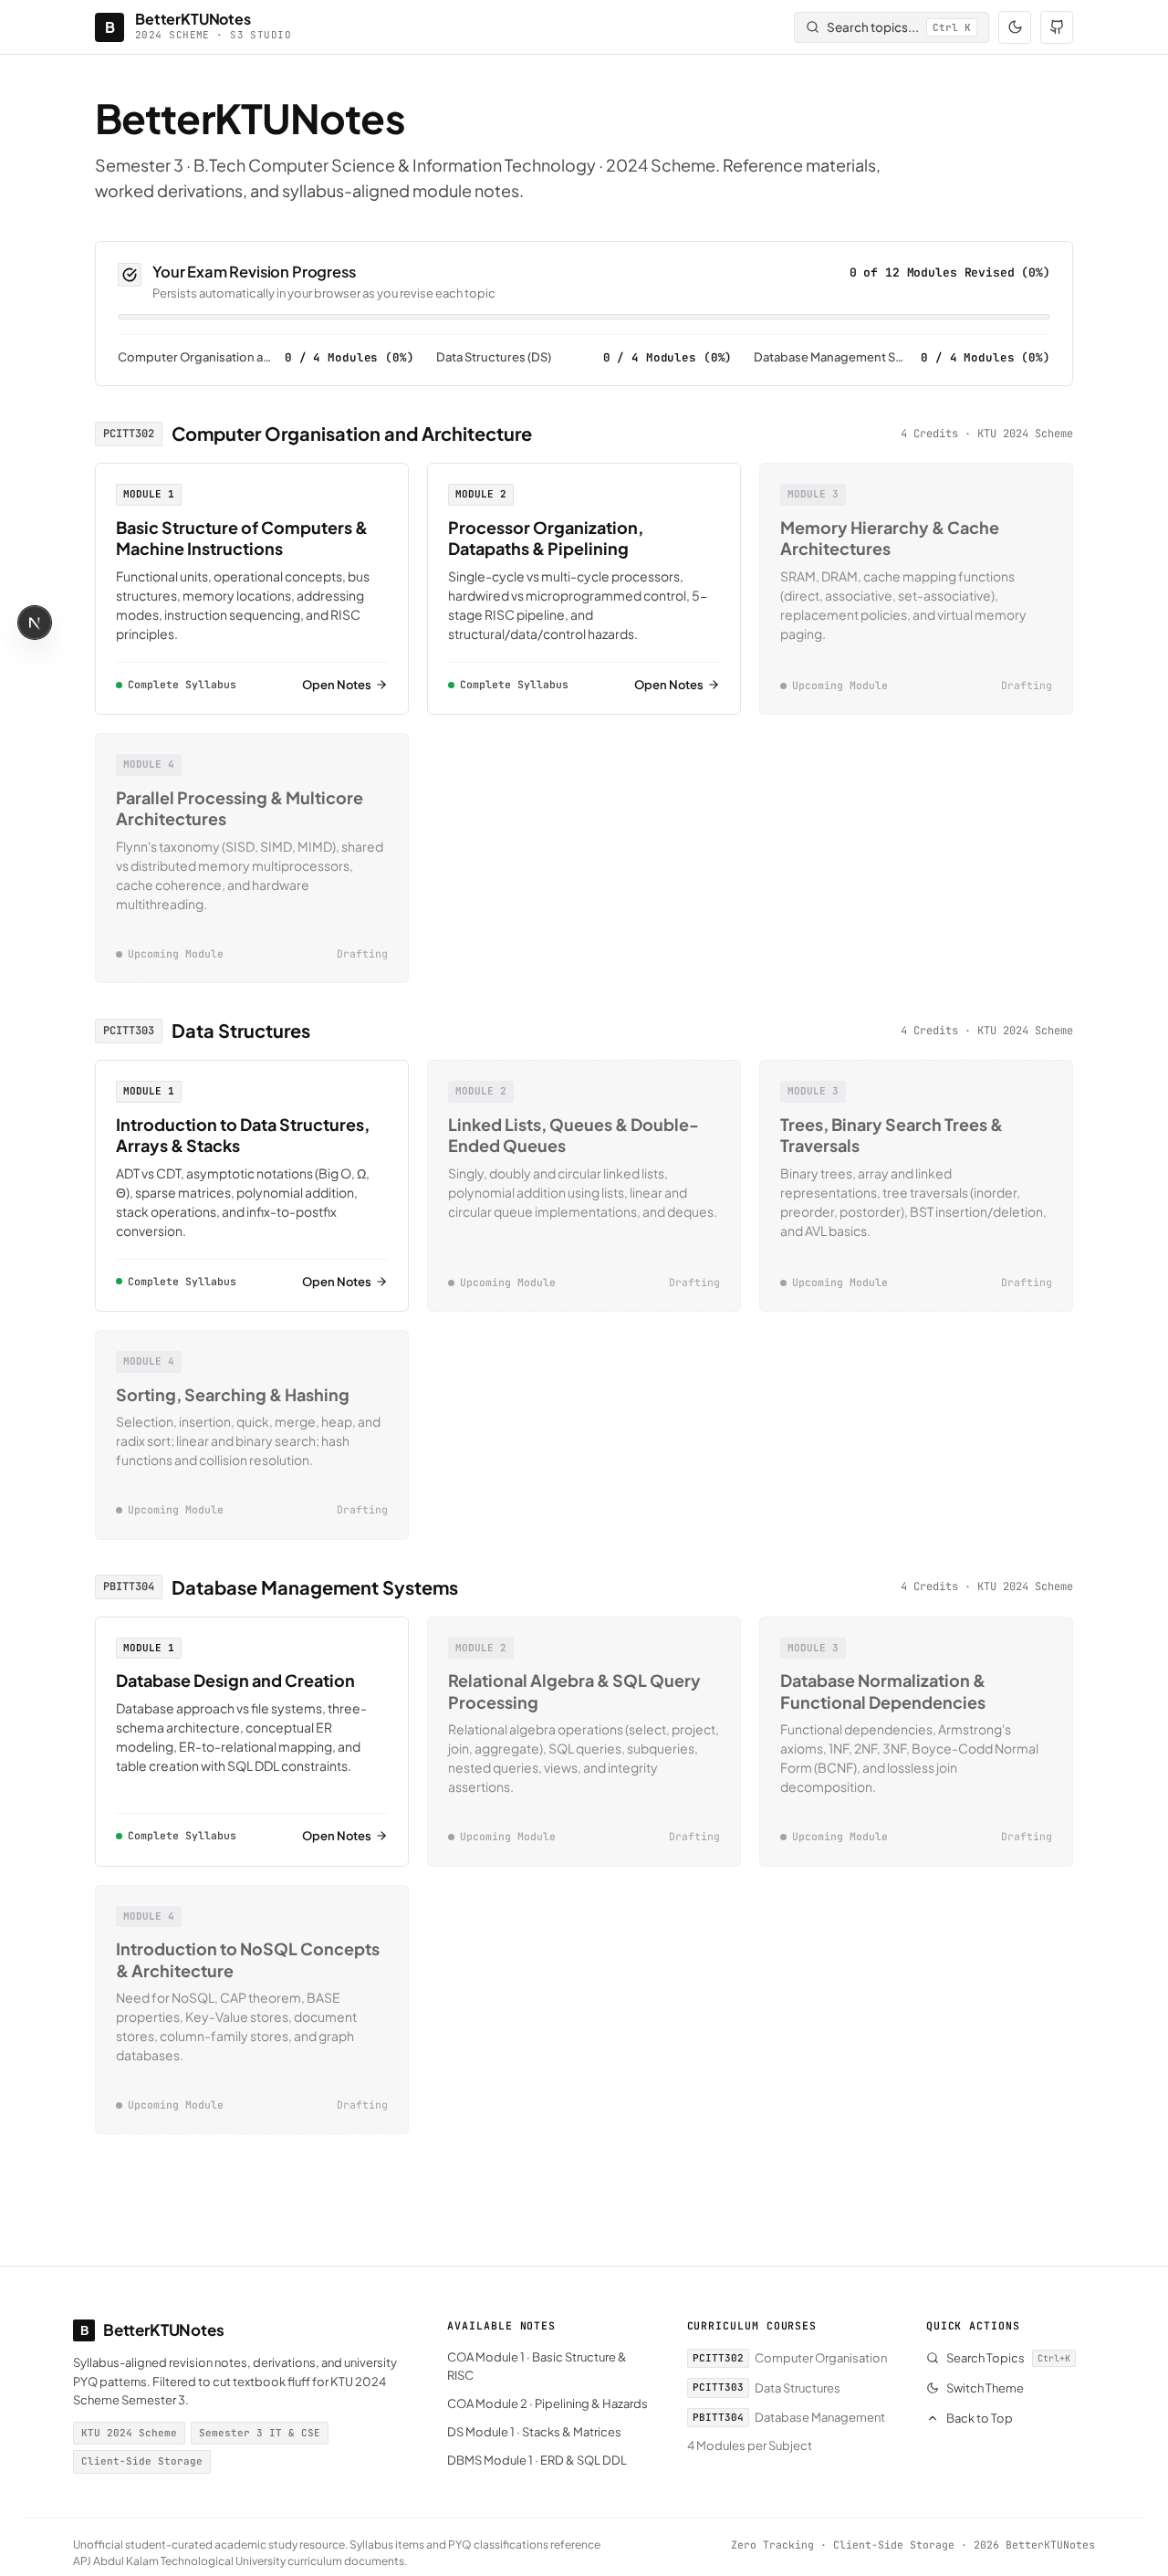 B
BetterKTUNotes
2024 SCHEME · S3 STUDIO
Search topics...
Ctrl K
BetterKTUNotes
Semester 3 · B.Tech Computer Science & Information Technology · 2024 Scheme. Reference materials,
worked derivations, and syllabus-aligned module notes.
Your Exam Revision Progress
0 of 12 Modules Revised (0%)
Persists automatically in your browser as you revise each topic
Computer Organisation a...
0 / 4 Modules (0%)
Data Structures (DS)
0 / 4 Modules (0%)
Database Management S...
0 / 4 Modules (0%)
PCITT302
Computer Organisation and Architecture
4 Credits · KTU 2024 Scheme
MODULE 1
Basic Structure of Computers &
Machine Instructions
Functional units, operational concepts, bus
structures, memory locations, addressing
modes, instruction sequencing, and RISC
principles.
Complete Syllabus
Open Notes →
MODULE 2
Processor Organization,
Datapaths & Pipelining
Single-cycle vs multi-cycle processors,
hardwired vs microprogrammed control, 5-
stage RISC pipeline, and
structural/data/control hazards.
Complete Syllabus
Open Notes →
MODULE 3
Memory Hierarchy & Cache
Architectures
SRAM, DRAM, cache mapping functions
(direct, associative, set-associative),
replacement policies, and virtual memory
paging.
Upcoming Module
Drafting
N
MODULE 4
Parallel Processing & Multicore
Architectures
Flynn's taxonomy (SISD, SIMD, MIMD), shared
vs distributed memory multiprocessors,
cache coherence, and hardware
multithreading.
Upcoming Module
Drafting
PCITT303
Data Structures
4 Credits · KTU 2024 Scheme
MODULE 1
Introduction to Data Structures,
Arrays & Stacks
ADT vs CDT, asymptotic notations (Big O, Ω,
Θ), sparse matrices, polynomial addition,
stack operations, and infix-to-postfix
conversion.
Complete Syllabus
Open Notes →
MODULE 2
Linked Lists, Queues & Double-
Ended Queues
Singly, doubly and circular linked lists,
polynomial addition using lists, linear and
circular queue implementations, and deques.
Upcoming Module
Drafting
MODULE 3
Trees, Binary Search Trees &
Traversals
Binary trees, array and linked
representations, tree traversals (inorder,
preorder, postorder), BST insertion/deletion,
and AVL basics.
Upcoming Module
Drafting
MODULE 4
Sorting, Searching & Hashing
Selection, insertion, quick, merge, heap, and
radix sort; linear and binary search; hash
functions and collision resolution.
Upcoming Module
Drafting
PBITT304
Database Management Systems
4 Credits · KTU 2024 Scheme
MODULE 1
Database Design and Creation
Database approach vs file systems, three-
schema architecture, conceptual ER
modeling, ER-to-relational mapping, and
table creation with SQL DDL constraints.
Complete Syllabus
Open Notes →
MODULE 2
Relational Algebra & SQL Query
Processing
Relational algebra operations (select, project,
join, aggregate), SQL queries, subqueries,
nested queries, views, and integrity
assertions.
Upcoming Module
Drafting
MODULE 3
Database Normalization &
Functional Dependencies
Functional dependencies, Armstrong's
axioms, 1NF, 2NF, 3NF, Boyce-Codd Normal
Form (BCNF), and lossless join
decomposition.
Upcoming Module
Drafting
MODULE 4
Introduction to NoSQL Concepts
& Architecture
Need for NoSQL, CAP theorem, BASE
properties, Key-Value stores, document
stores, column-family stores, and graph
databases.
Upcoming Module
Drafting
B
BetterKTUNotes
Syllabus-aligned revision notes, derivations, and university
PYQ patterns. Filtered to cut textbook fluff for KTU 2024
Scheme Semester 3.
KTU 2024 Scheme
Semester 3 IT & CSE
Client-Side Storage
AVAILABLE NOTES
COA Module 1 · Basic Structure &
RISC
COA Module 2 · Pipelining & Hazards
DS Module 1 · Stacks & Matrices
DBMS Module 1 · ERD & SQL DDL
CURRICULUM COURSES
PCITT302 Computer Organisation
PCITT303 Data Structures
PBITT304 Database Management
4 Modules per Subject
QUICK ACTIONS
Search Topics Ctrl+K
Switch Theme
Back to Top
Unofficial student-curated academic study resource. Syllabus items and PYQ classifications reference
APJ Abdul Kalam Technological University curriculum documents.
Zero Tracking · Client-Side Storage · 2026 BetterKTUNotes